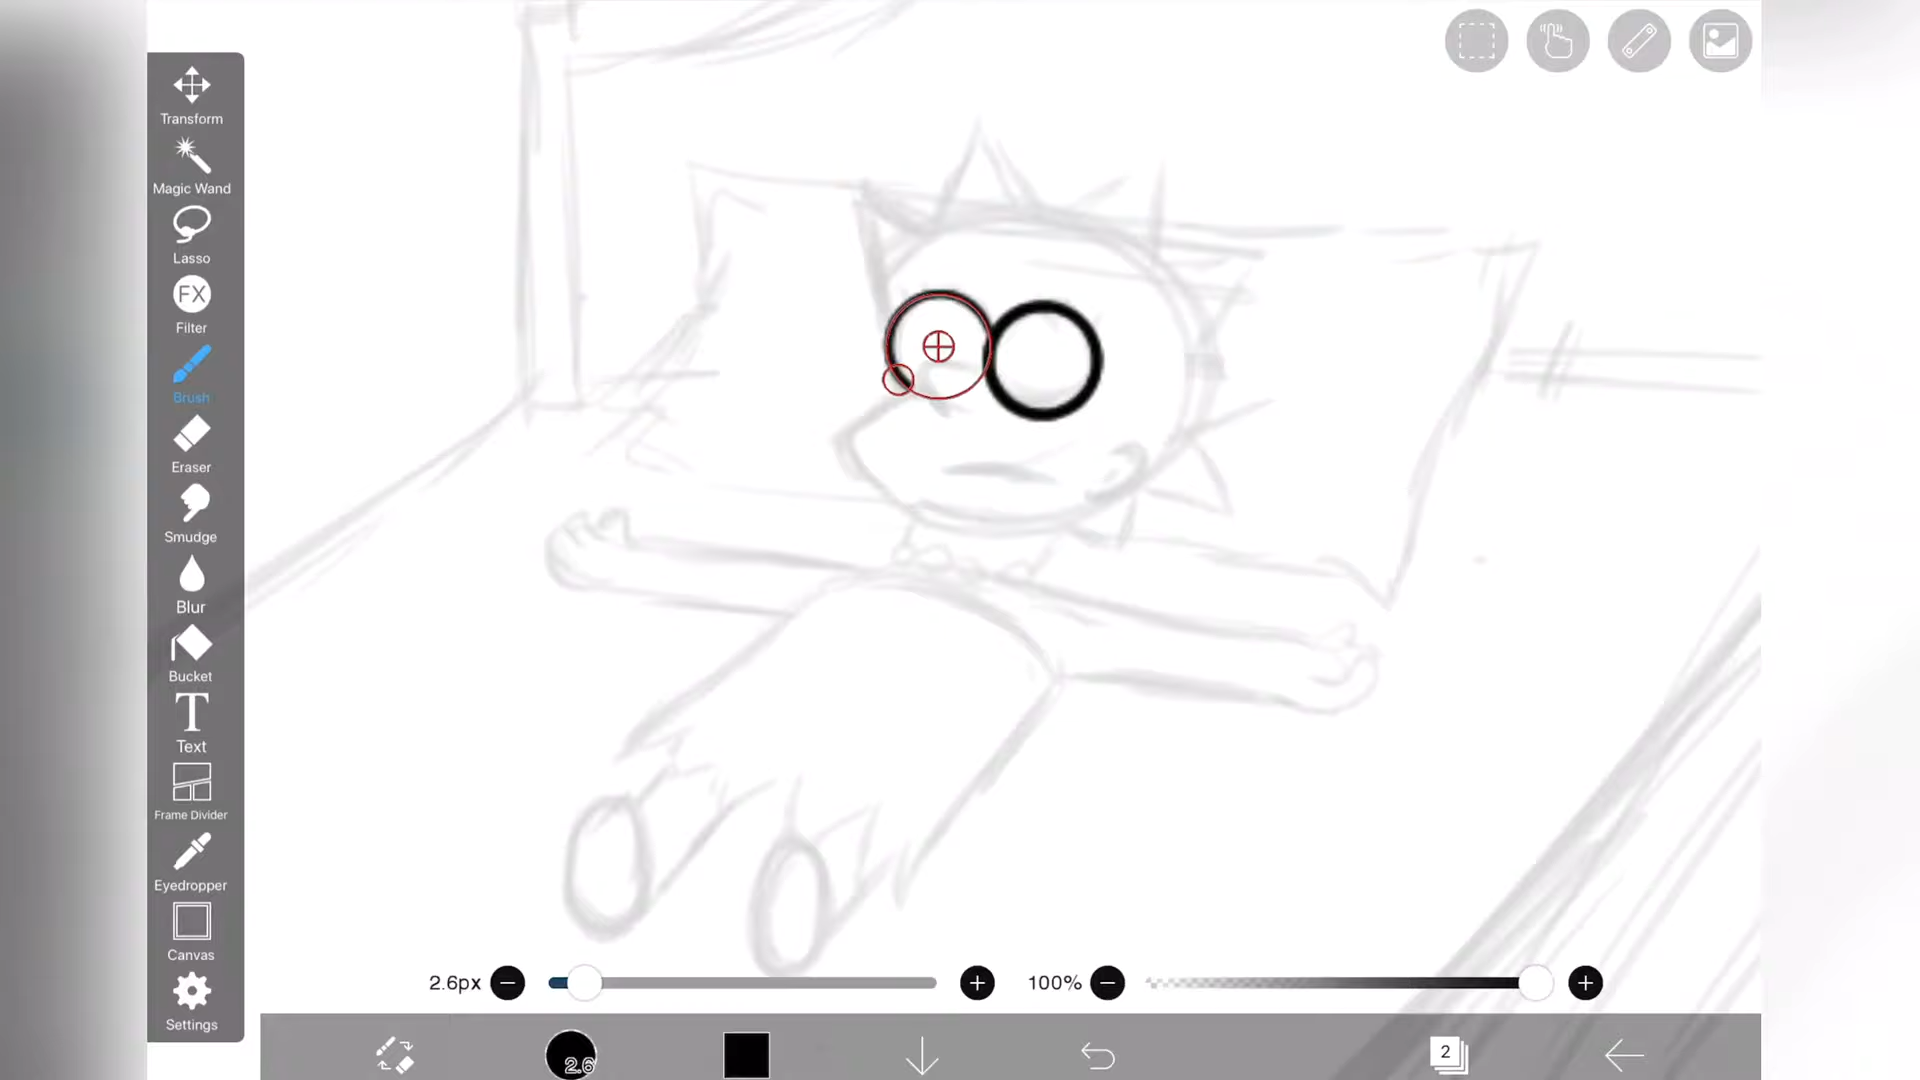 Transform
Magic Wand
Lasso
FX
Filter
Brush
Eraser
Smudge
Blur
Bucket
T
Text
Frame Divider
Eyedropper
Canvas
Settings
2.6px
100%
2.6
2